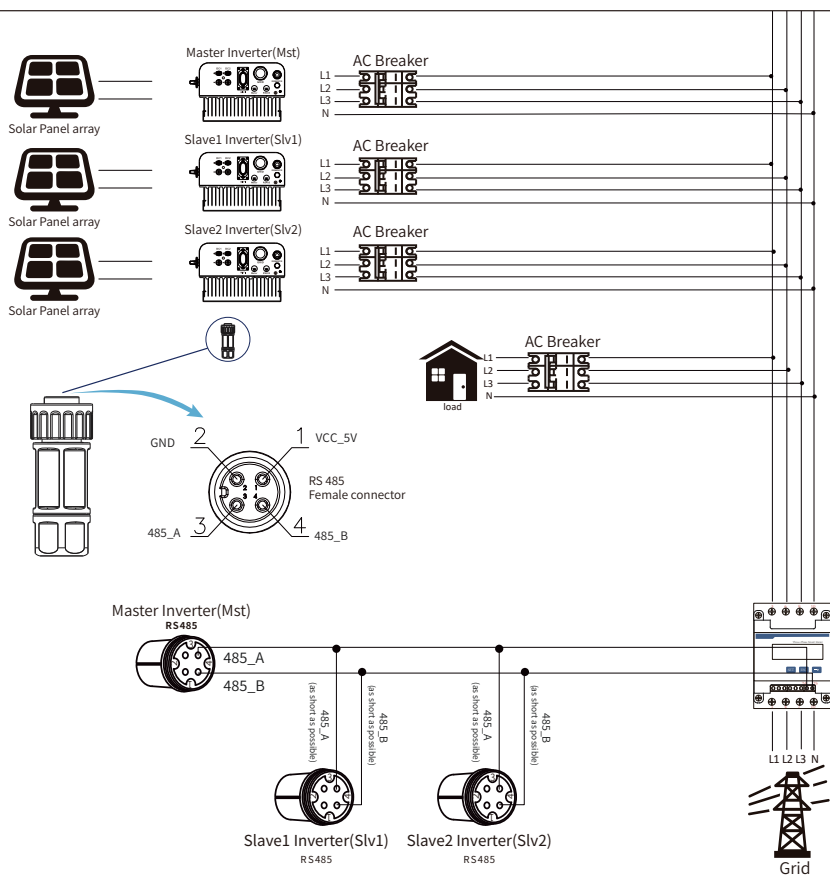 Master Inverter(Mst)
AC Breaker
L1
L2
L3
N
Solar Panel array
Slave1 Inverter(Slv1)
AC Breaker
L1
L2
L3
N
Solar Panel array
Slave2 Inverter(Slv2)
AC Breaker
L1
L2
L3
N
Solar Panel array
AC Breaker
L1
L2
L3
N
load
GND
2
1
VCC_5V
RS 485
Female connector
2
1
3
4
485_A
3
4
485_B
Master Inverter(Mst)
RS485
485_A
485_B
485_A
(as short as possible)
485_B
(as short as possible)
485_A
(as short as possible)
485_B
(as short as possible)
L1 L2 L3 N
Slave1 Inverter(Slv1)
RS485
Slave2 Inverter(Slv2)
RS485
Grid